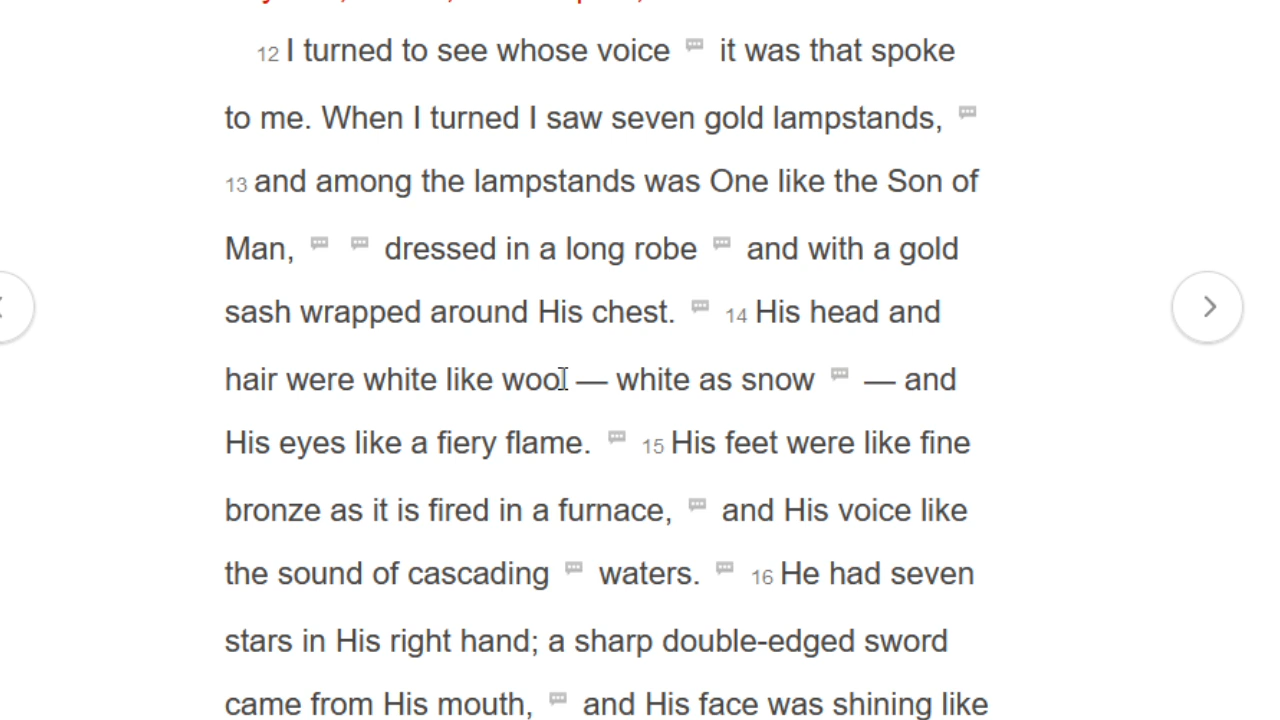 12 I turned to see whose voice it was that spoke
to me. When I turned I saw seven gold lampstands,
13 and among the lampstands was One like the Son of
Man, dressed in a long robe and with a gold
sash wrapped around His chest. 14 His head and
hair were white like wool — white as snow — and
His eyes like a fiery flame. 15 His feet were like fine
bronze as it is fired in a furnace, and His voice like
the sound of cascading waters. 16 He had seven
stars in His right hand; a sharp double-edged sword
came from His mouth, and His face was shining like